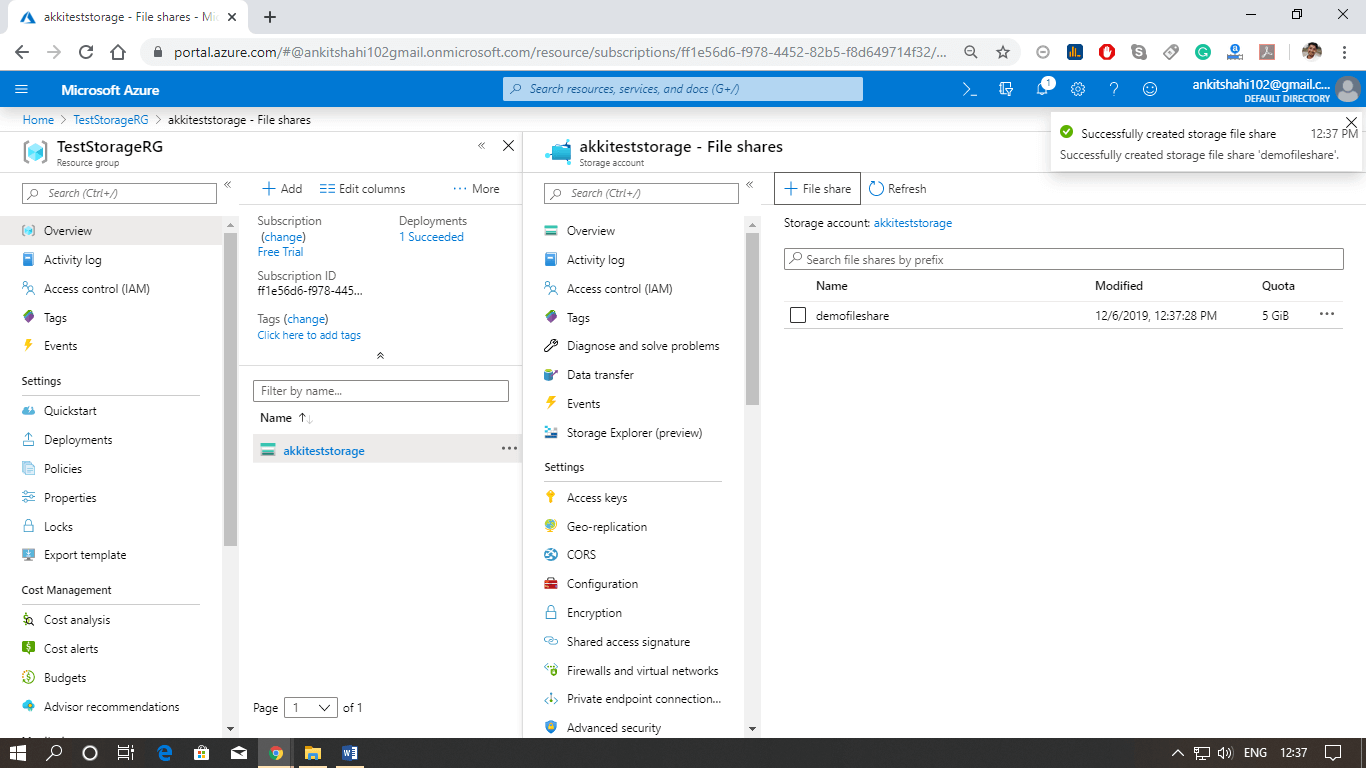 akkiteststorage - File shares - Mi
portal.azure.com/#@ankitshahi102gmail.onmicrosoft.com/resource/subscriptions/ff1e56d6-f978-4452-82b5-f8d649714f32/...
Microsoft Azure
Search resources, services, and docs (G+/)
1
ankitshahi102@gmail.c...
DEFAULT DIRECTORY
Home > TestStorageRG > akkiteststorage - File shares
Successfully created storage file share 12:37 PM
Successfully created storage file share 'demofileshare'.
TestStorageRG
Resource group
Search (Ctrl+/)
Overview
Activity log
Access control (IAM)
Tags
Events
Settings
Quickstart
Deployments
Policies
Properties
Locks
Export template
Cost Management
Cost analysis
Cost alerts
Budgets
Advisor recommendations
Add Edit columns ... More
Subscription
(change)
Free Trial
Deployments
1 Succeeded
Subscription ID
ff1e56d6-f978-445...
Tags (change)
Click here to add tags
Filter by name...
Name
akkiteststorage
Page 1 of 1
akkiteststorage - File shares
Storage account
Search (Ctrl+/)
Overview
Activity log
Access control (IAM)
Tags
Diagnose and solve problems
Data transfer
Events
Storage Explorer (preview)
Settings
Access keys
Geo-replication
CORS
Configuration
Encryption
Shared access signature
Firewalls and virtual networks
Private endpoint connection...
Advanced security
File share Refresh
Storage account: akkiteststorage
Search file shares by prefix
Name Modified Quota
demofileshare 12/6/2019, 12:37:28 PM 5 GiB
ENG 12:37